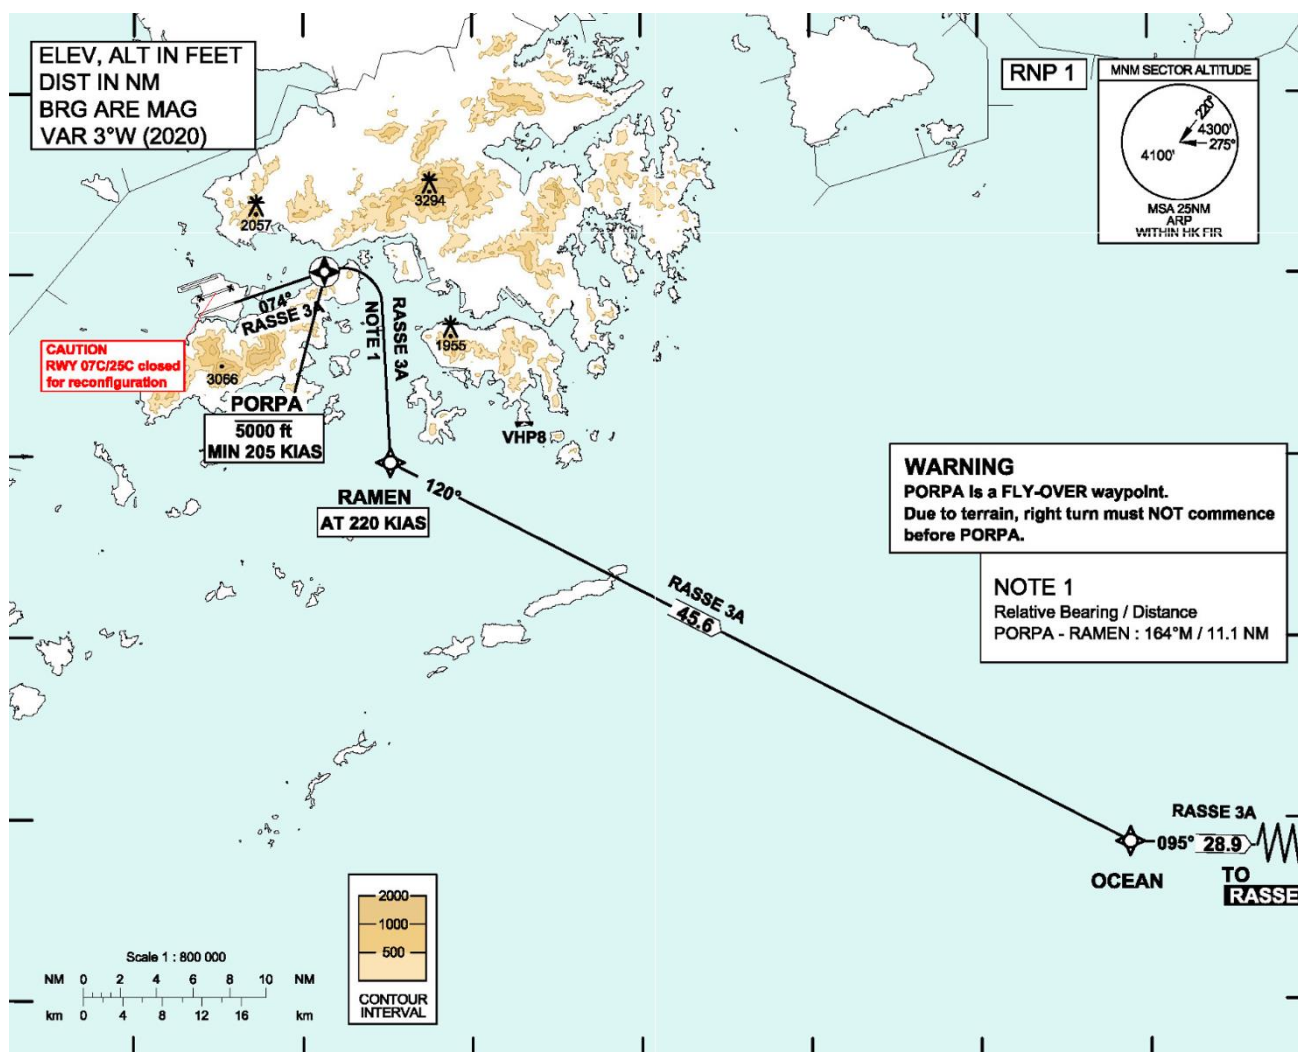 ELEV, ALT IN FEET
DIST IN NM
BRG ARE MAG
VAR 3°W (2020)
RNP 1
MNM SECTOR ALTITUDE
220°
4300'
275°
4100'
MSA 25NM
ARP
WITHIN HK FIR
3294
2057
074°
RASSE 3A
NOTE 1
RASSE 3A
1955
CAUTION
RWY 07C/25C closed
for reconfiguration
3066
PORPA
5000 ft
MIN 205 KIAS
VHP8
RAMEN
AT 220 KIAS
120°
WARNING
PORPA is a FLY-OVER waypoint.
Due to terrain, right turn must NOT commence
before PORPA.
NOTE 1
Relative Bearing / Distance
PORPA - RAMEN : 164°M / 11.1 NM
RASSE 3A
45.6
RASSE 3A
095° 28.9
OCEAN
TO
RASSE
2000
1000
500
CONTOUR
INTERVAL
Scale 1 : 800 000
NM 0 2 4 6 8 10 NM
km 0 4 8 12 16 km